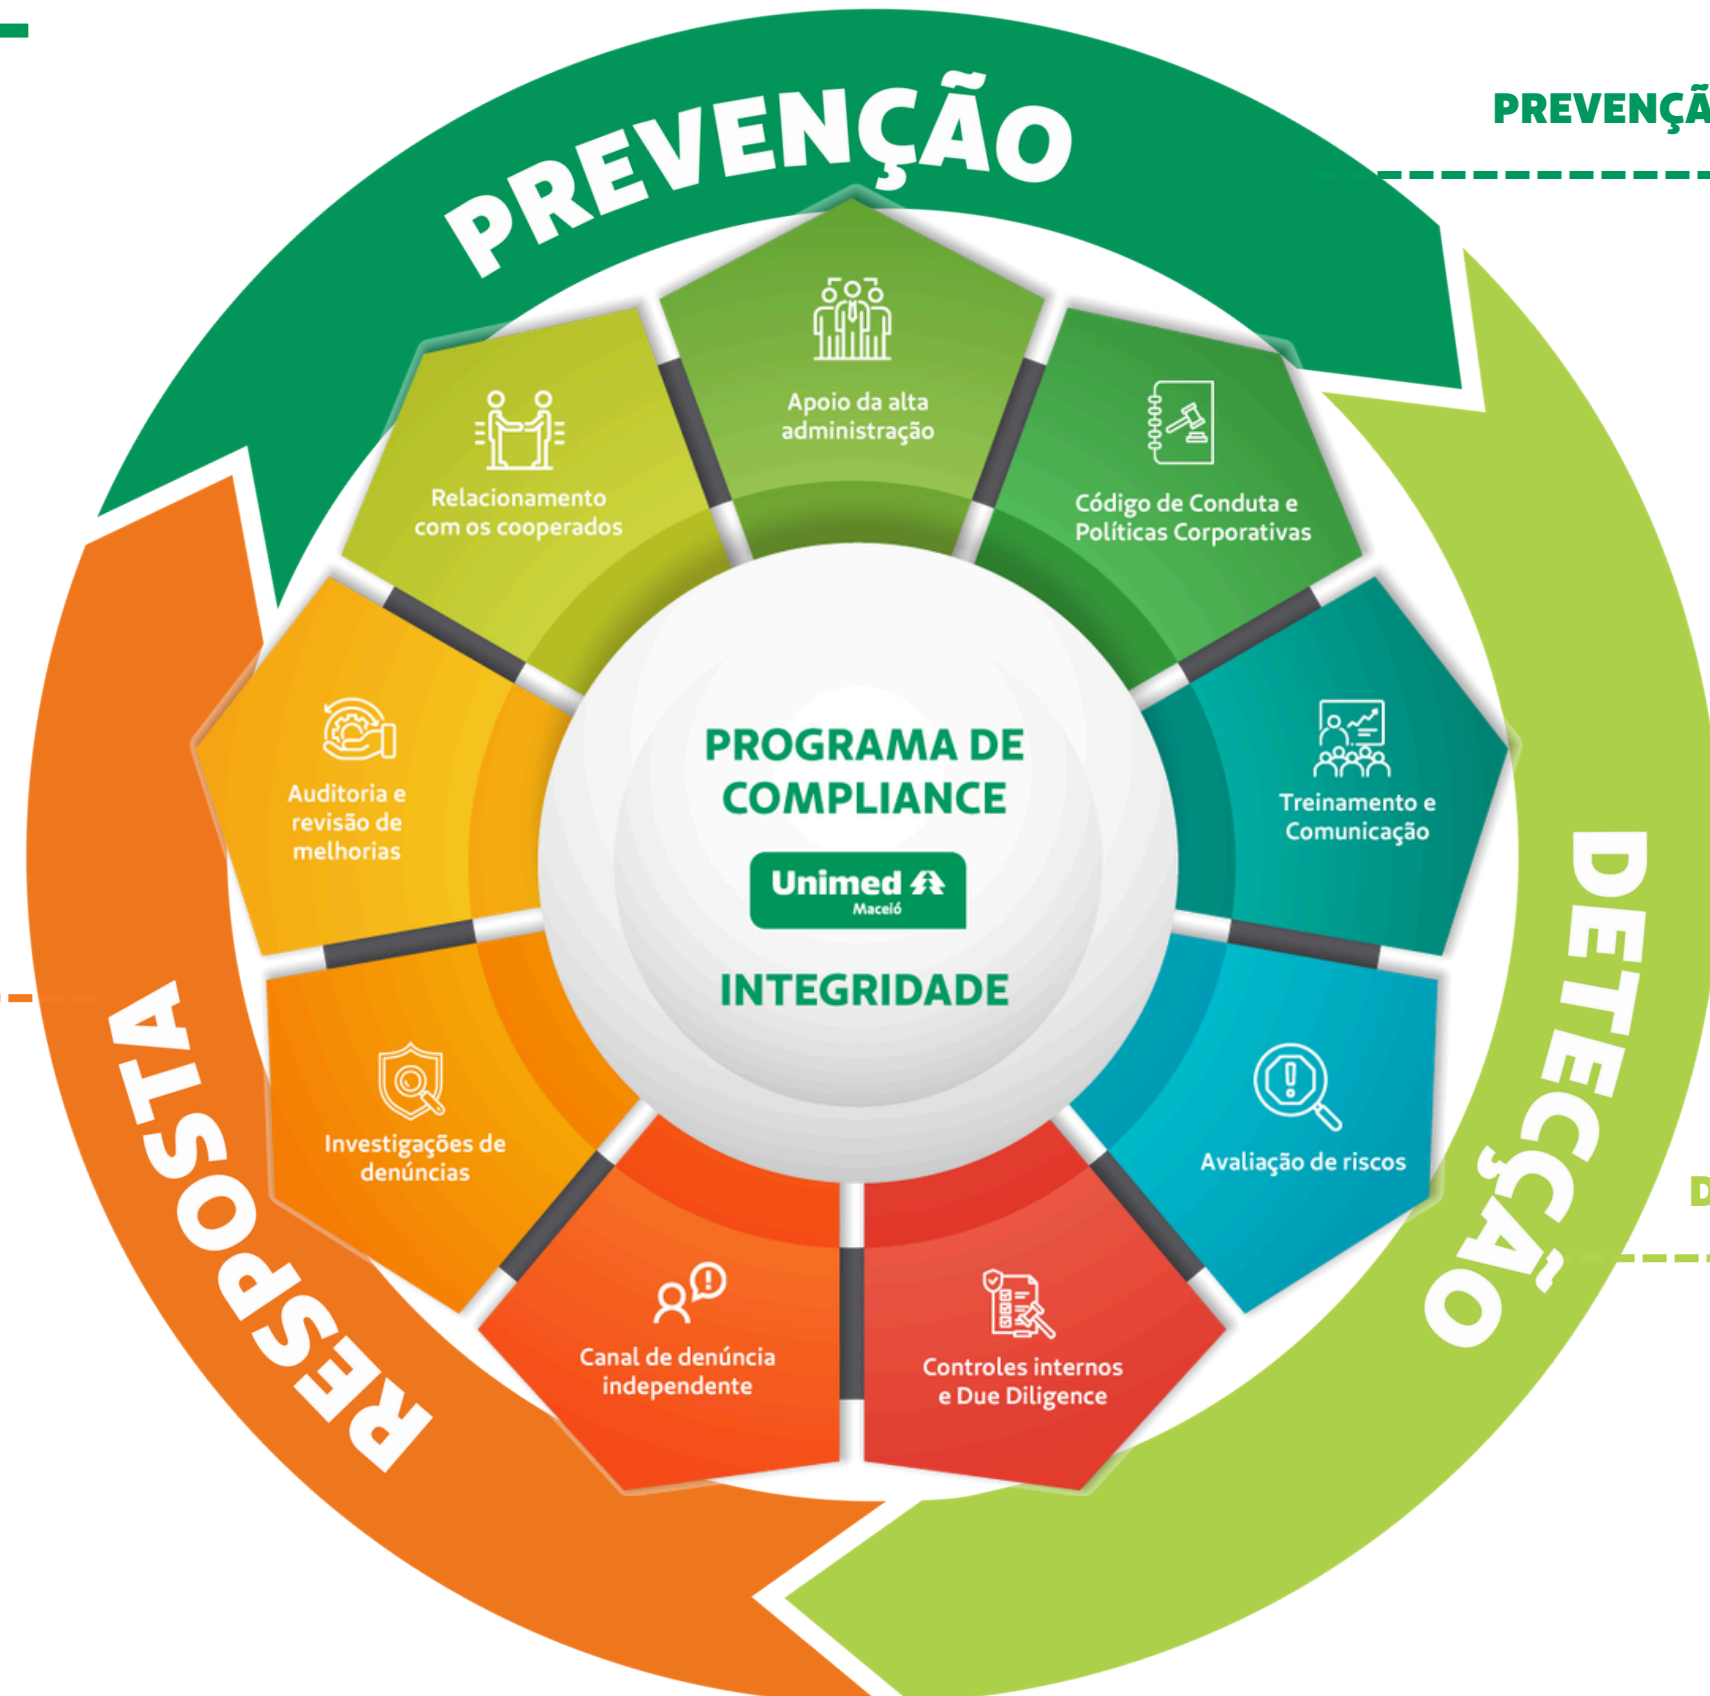 PREVENÇÃO
PREVENÇÃ
Apoio da alta
administração
Código de Conduta e
Políticas Corporativas
Treinamento e
Comunicação
Avaliação de riscos
Controles internos
e Due Diligence
Canal de denúncia
independente
Investigações de
denúncias
Auditoria e
revisão de
melhorias
Relacionamento
com os cooperados
PROGRAMA DE
COMPLIANCE
Unimed
Maceió
INTEGRIDADE
DETECÇÃO
D
RESPOSTA